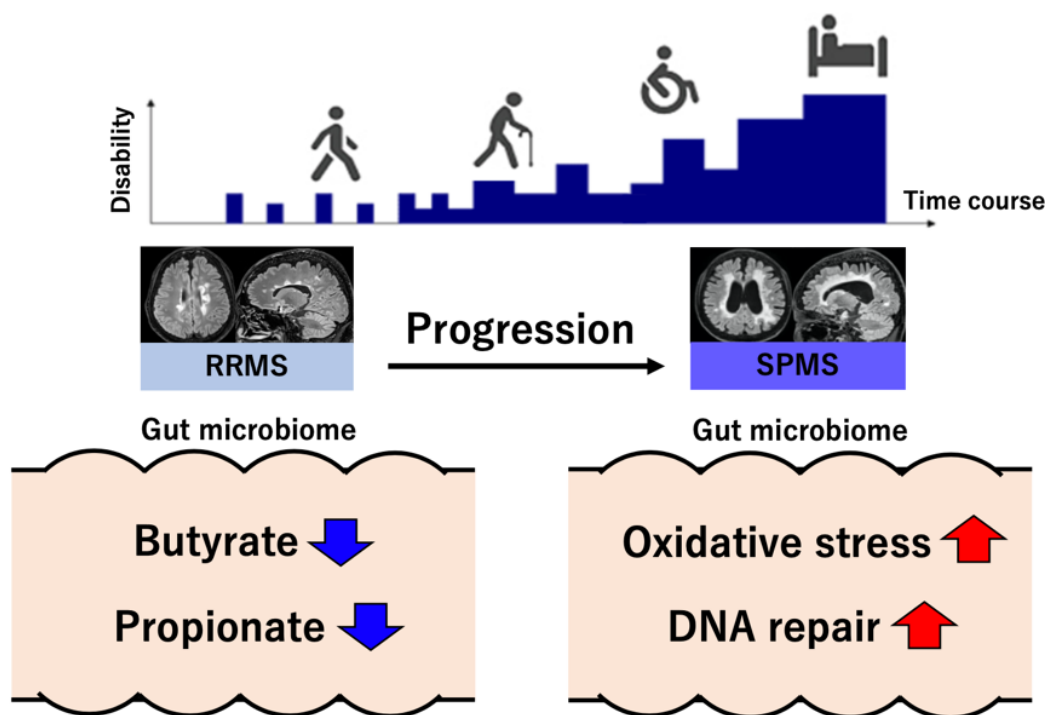 Disability
Time course
RRMS
Progression
SPMS
Gut microbiome
Gut microbiome
Butyrate
Propionate
Oxidative stress
DNA repair